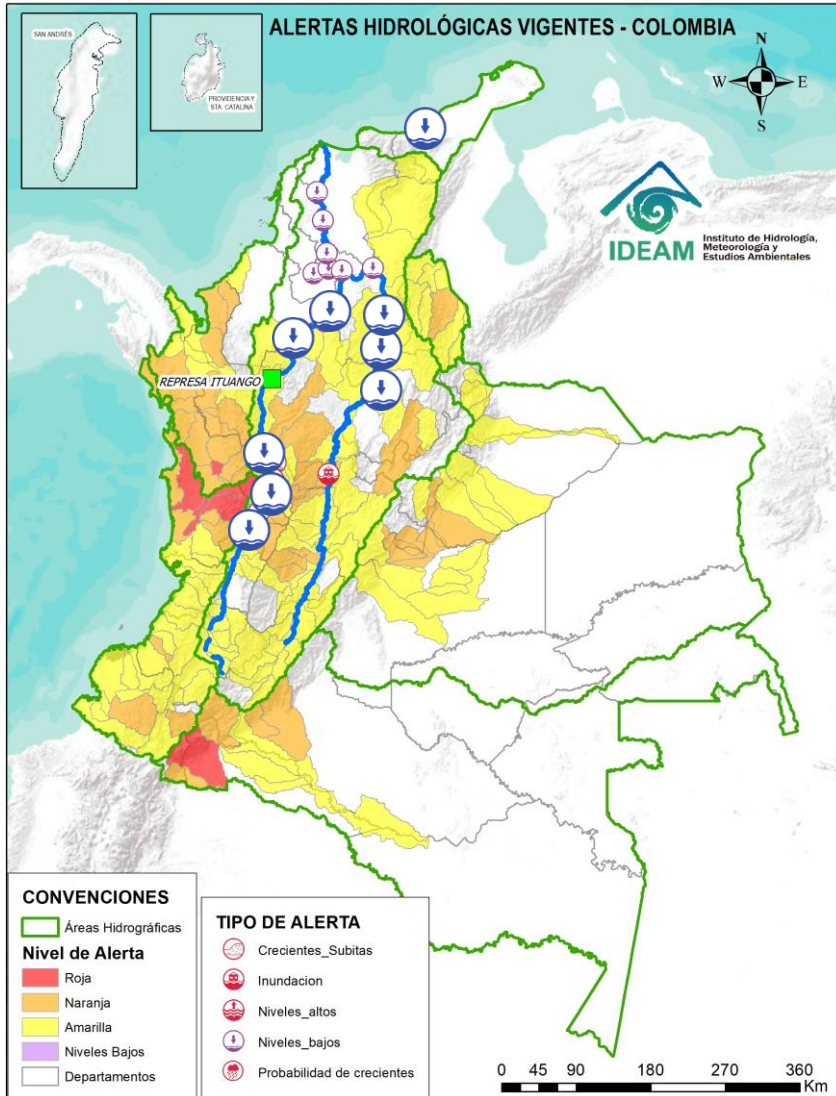 ALERTAS HIDROLÓGICAS VIGENTES - COLOMBIA
SAN ANDRÉS
PROVIDENCIA Y
STA. CATALINA
N
W
E
S
IDEAM
Instituto de Hidrología,
Meteorología y
Estudios Ambientales
REPRESA ITUANGO
CONVENCIONES
Áreas Hidrográficas
Nivel de Alerta
Roja
Naranja
Amarilla
Niveles Bajos
Departamentos
TIPO DE ALERTA
Crecientes_Subitas
Inundacion
Niveles_altos
Niveles_bajos
Probabilidad de crecientes
0 45 90 180 270 360
Km